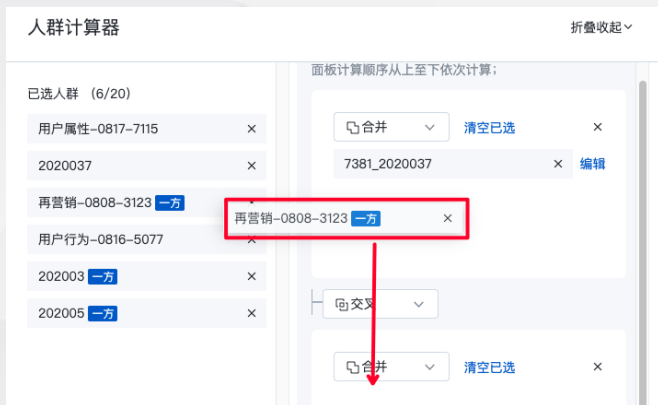 人群计算器
折叠收起
已选人群 (6/20)
用户属性-0817-7115
2020037
再营销-0808-3123 一方
用户行为-0816-5077
202003 一方
202005 一方
面板计算顺序从上至下依次计算;
合并 清空已选
7381_2020037 编辑
再营销-0808-3123 一方
交叉
合并 清空已选